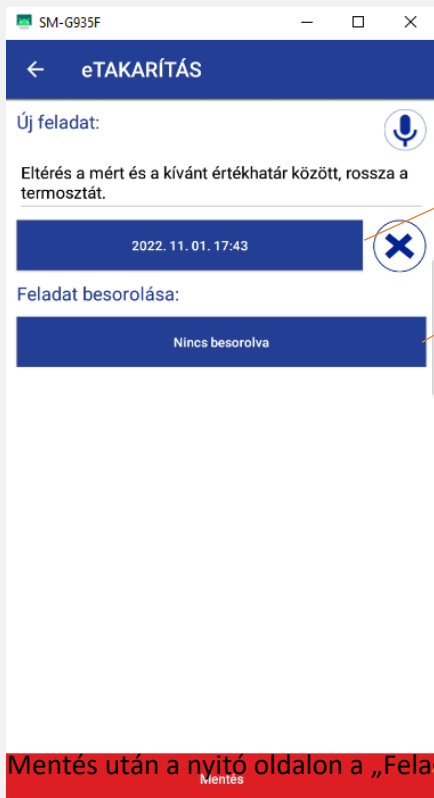 SM-G935F
eTAKARÍTÁS
Új feladat:
Eltérés a mért és a kívánt értékhatár között, rossza a
termosztát.
2022. 11. 01. 17:43
Feladat besorolása:
Nincs besorolva
Mentés után a nyitó oldalon a „Fela
Mentés